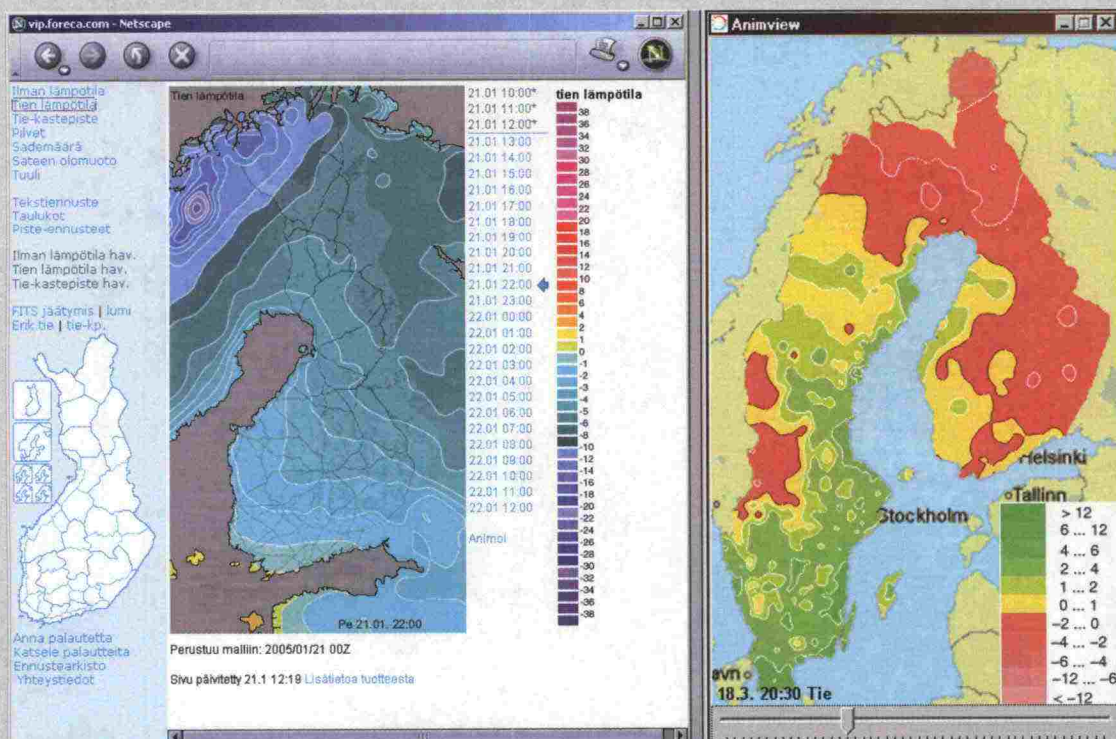 vip.foreca.com - Netscape
Ilman lämpötila
Tien lämpötila
Tie-kastepiste
Pilvet
Sademäärä
Sateen olomuoto
Tuuli
Tekstiennuste
Taulukot
Piste-ennusteet
Ilman lämpötila hav.
Tien lämpötila hav.
Tie-kastepiste hav.
FITS jäätymis | lumi
Erik tie | tie-kp.
Anna palautetta
Katsele palautteita
Ennustearkisto
Yhteystiedot
Tien lämpötila
Pe 21.01. 22:00
Perustuu malliin: 2005/01/21 00Z
Sivu päivitetty 21.1 12:19 Lisätietoa tuotteesta
21.01 10:00*
21.01 11:00*
21.01 12:00*
21.01 13:00
21.01 14:00
21.01 15:00
21.01 16:00
21.01 17:00
21.01 18:00
21.01 19:00
21.01 20:00
21.01 21:00
21.01 22:00
21.01 23:00
22.01 00:00
22.01 01:00
22.01 02:00
22.01 03:00
22.01 04:00
22.01 05:00
22.01 06:00
22.01 07:00
22.01 08:00
22.01 09:00
22.01 10:00
22.01 11:00
22.01 12:00
Animoi
tien lämpötila
38
36
34
32
30
28
26
24
22
20
18
16
14
12
10
8
6
4
2
1
0
-1
-2
-3
-4
-5
-6
-8
-10
-12
-14
-16
-18
-20
-22
-24
-26
-28
-30
-32
-34
-36
-38
Animview
Helsinki
Tallinn
Stockholm
avn
18.3. 20:30 Tie
> 12
6 ... 12
4 ... 6
2 ... 4
1 ... 2
0 ... 1
-2 ... 0
-4 ... -2
-6 ... -4
-12 ... -6
< -12